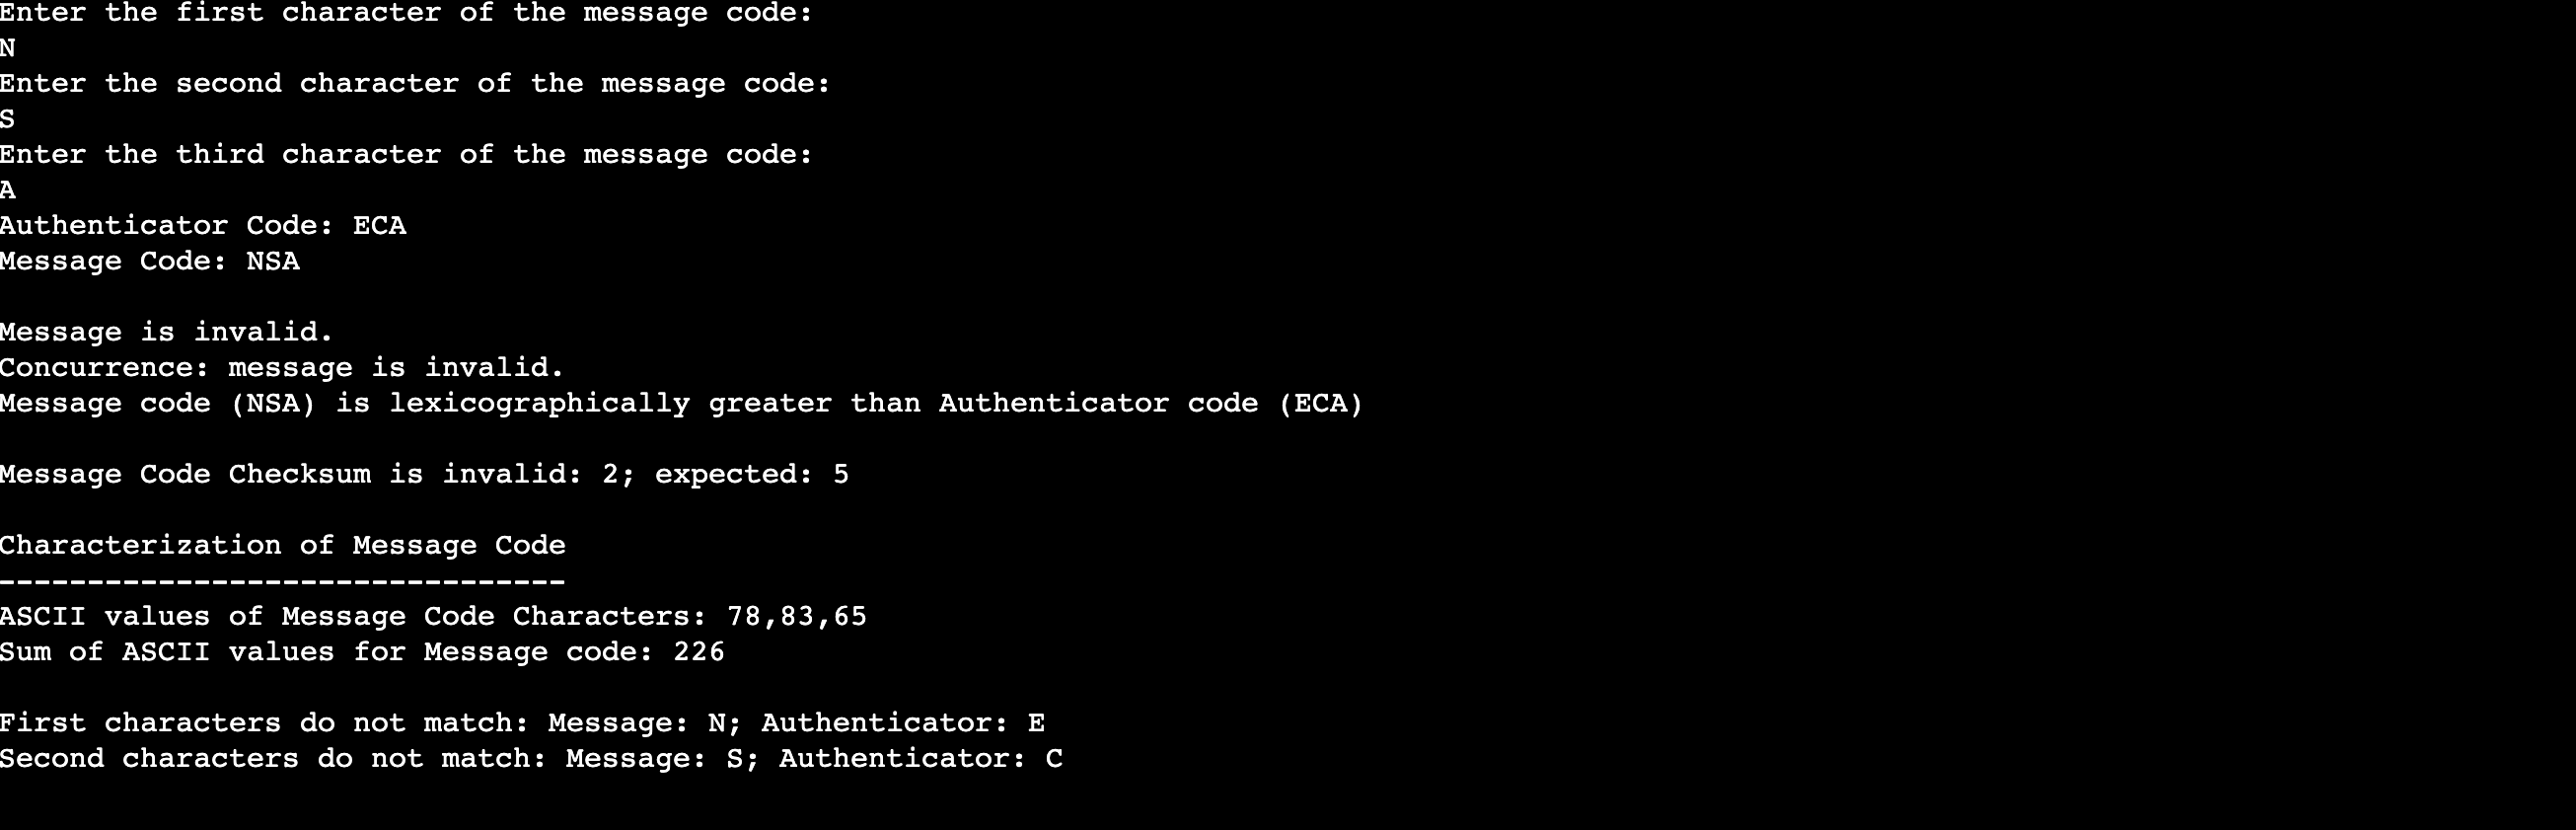 Enter the first character of the message code:
N
Enter the second character of the message code:
S
Enter the third character of the message code:
A
Authenticator Code: ECA
Message Code: NSA
Message is invalid.
Concurrence: message is invalid.
Message code (NSA) is lexicographically greater than Authenticator code (ECA)
Message Code Checksum is invalid: 2; expected: 5
Characterization of Message Code
--------------------------------
ASCII values of Message Code Characters: 78,83,65
Sum of ASCII values for Message code: 226
First characters do not match: Message: N; Authenticator: E
Second characters do not match: Message: S; Authenticator: C